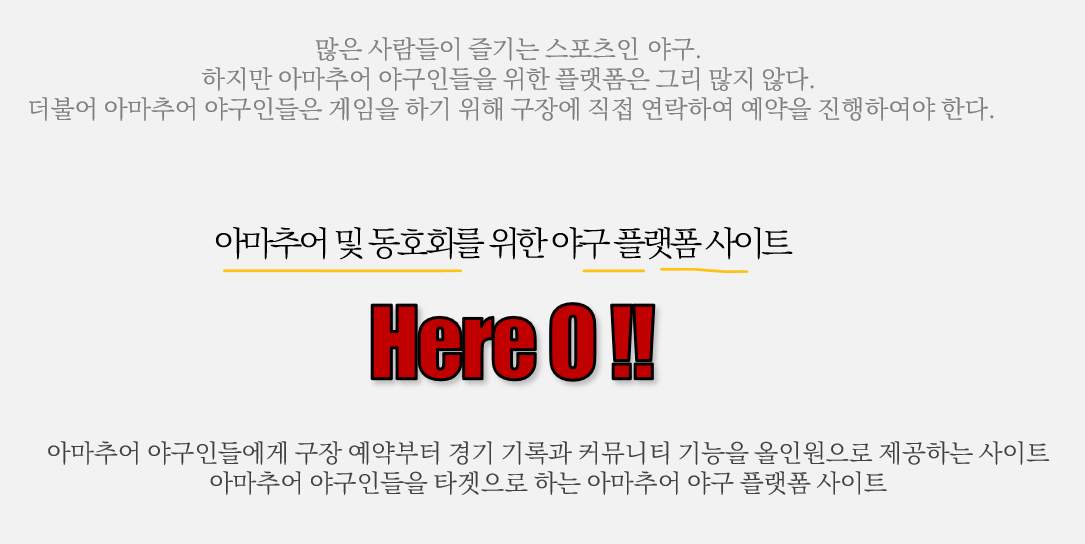 많은 사람들이 즐기는 스포츠인 야구.
하지만 아마추어 야구인들을 위한 플랫폼은 그리 많지 않다.
더불어 아마추어 야구인들은 게임을 하기 위해 구장에 직접 연락하여 예약을 진행하여야 한다.
아마추어 및 동호회를 위한 야구 플랫폼 사이트
Here O !!
아마추어 야구인들에게 구장 예약부터 경기 기록과 커뮤니티 기능을 올인원으로 제공하는 사이트
아마추어 야구인들을 타겟으로 하는 아마추어 야구 플랫폼 사이트